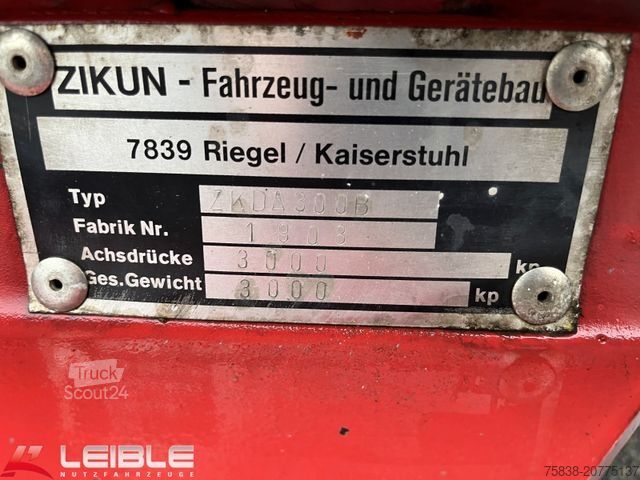 ZIKUN - Fahrzeug- und Gerätebau
7839 Riegel / Kaiserstuhl
Typ ZKDA300B
Fabrik Nr. 1903
Achsdrücke 3000 kp
Ges.Gewicht 3000 kp
Truck
Scout24
LEIBLE
NUTZFAHRZEUGE
75838-20775137